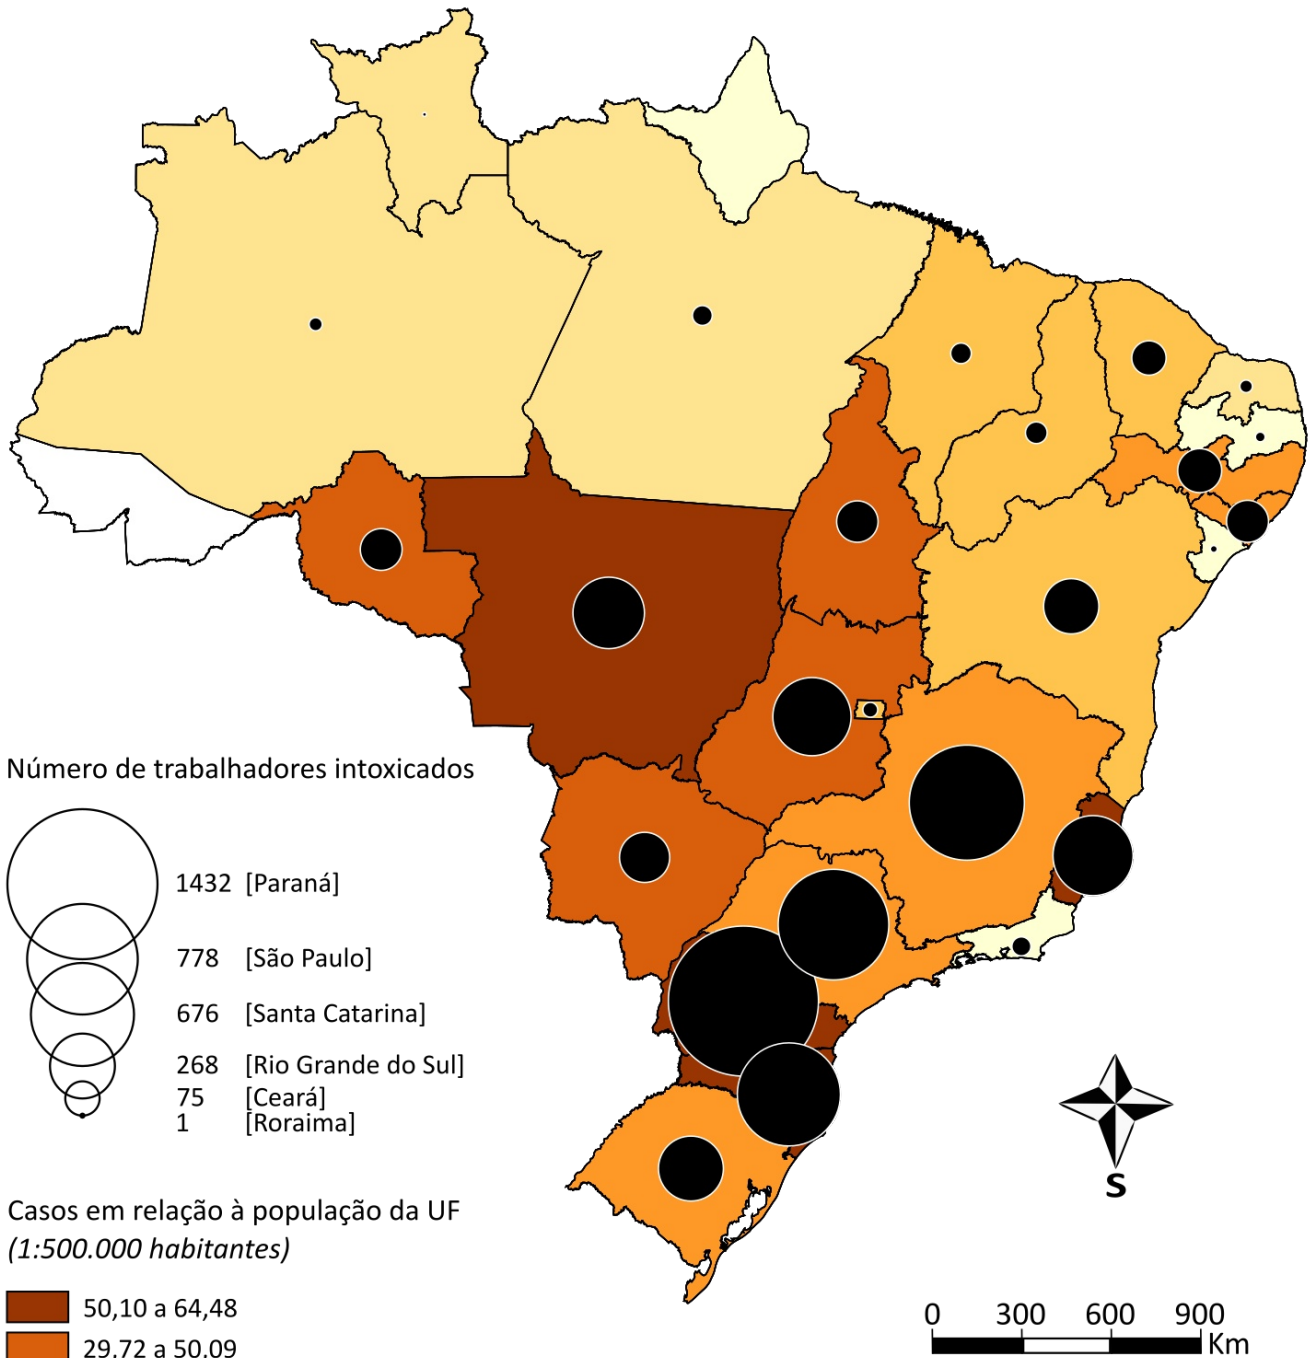 Número de trabalhadores intoxicados
1432 [Paraná]
778 [São Paulo]
676 [Santa Catarina]
268 [Rio Grande do Sul]
75 [Ceará]
1 [Roraima]
S
Casos em relação à população da UF
(1:500.000 habitantes)
50,10 a 64,48
29,72 a 50,09
0 300 600 900
Km